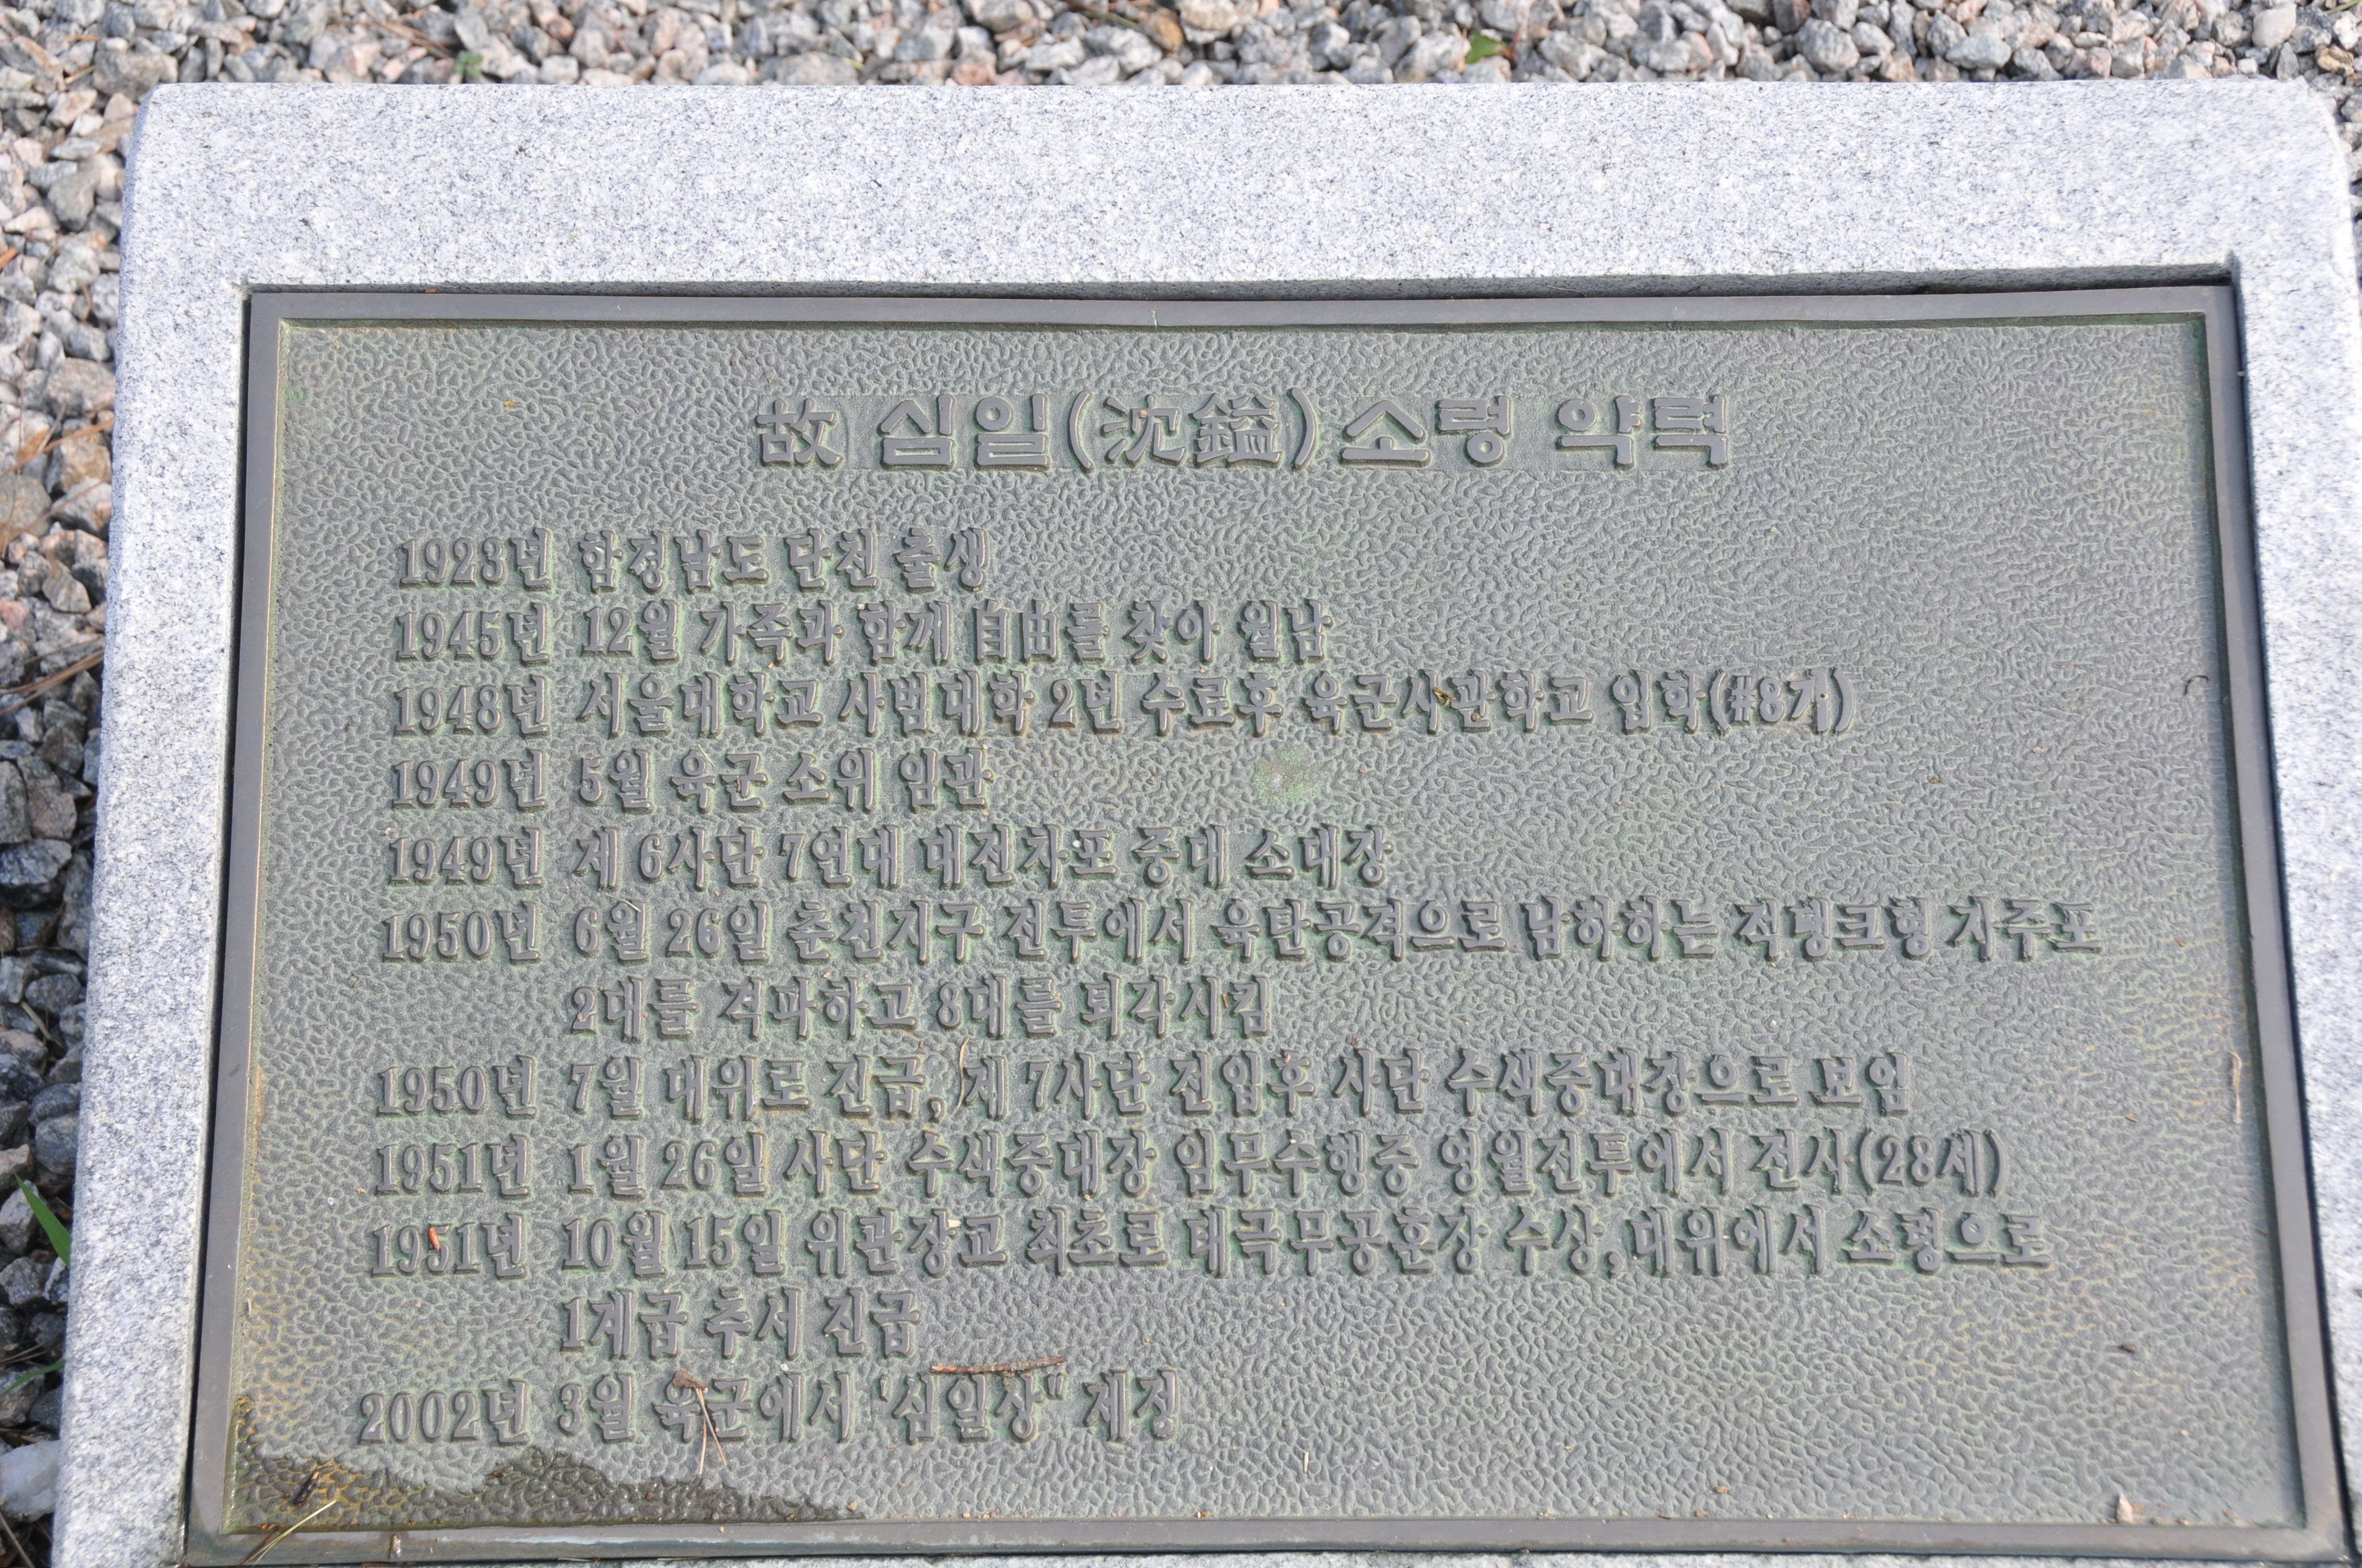 故 심일(沈鎰)소령 약력
1923년 함경남도 단천 출생
1945년 12월 가족과 함께 自由를 찾아 월남
1948년 서울대학교 사범대학 2년 수료후 육군사관학교 입학(#8기)
1949년 5월 육군 소위 임관
1949년 제 6사단 7연대 대전차포 중대 소대장
1950년 6월 26일 춘천지구 전투에서 육탄공격으로 남하하는 적탱크형 자주포
2대를 격파하고 8대를 퇴각시킴
1950년 7월 대위로 진급, 제 7사단 전입후 사단 수색중대장으로 보임
1951년 1월 26일 사단 수색중대장 임무수행중 영월전투에서 전사(28세)
1951년 10월 15일 위관장교 최초로 태극무공훈장 수상,대위에서 소령으로
1계급 추서 진급
2002년 3월 육군에서 '심일상" 제정